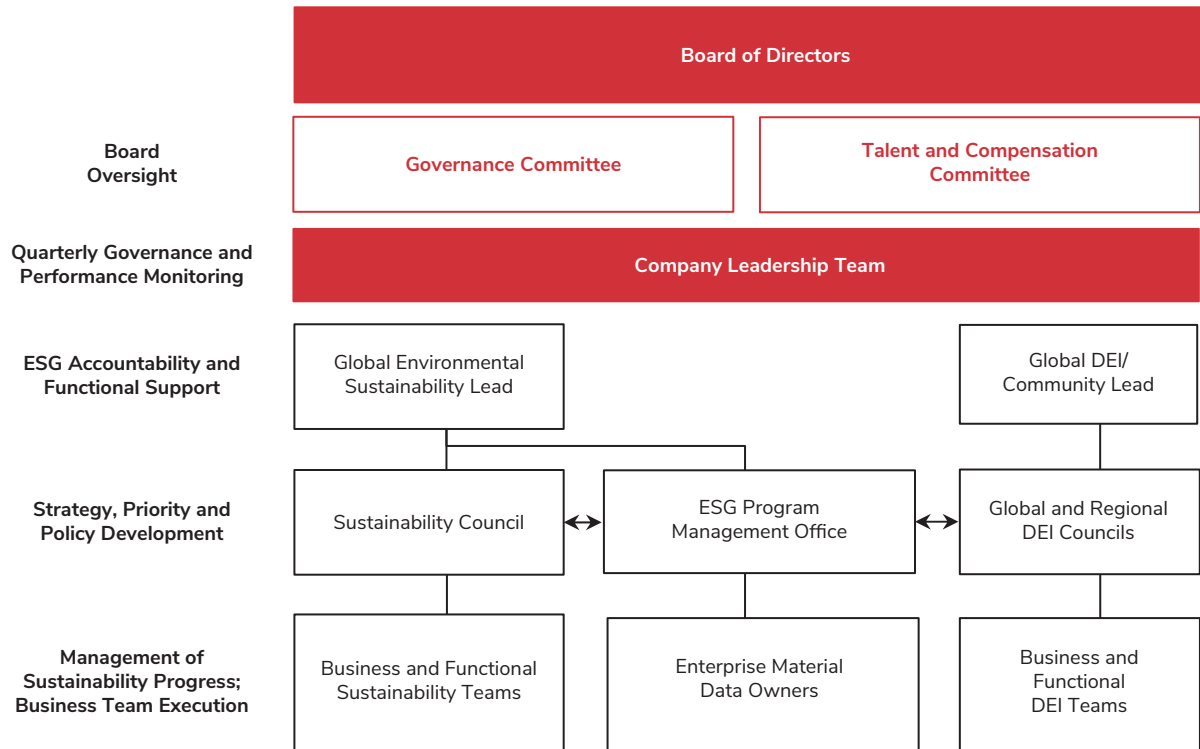 Board of Directors
Board
Oversight
Governance Committee
Talent and Compensation
Committee
Quarterly Governance and
Performance Monitoring
Company Leadership Team
ESG Accountability and
Functional Support
Global Environmental
Sustainability Lead
Global DEI/
Community Lead
Strategy, Priority and
Policy Development
Sustainability Council
ESG Program
Management Office
Global and Regional
DEI Councils
Management of
Sustainability Progress;
Business Team Execution
Business and Functional
Sustainability Teams
Enterprise Material
Data Owners
Business and
Functional
DEI Teams